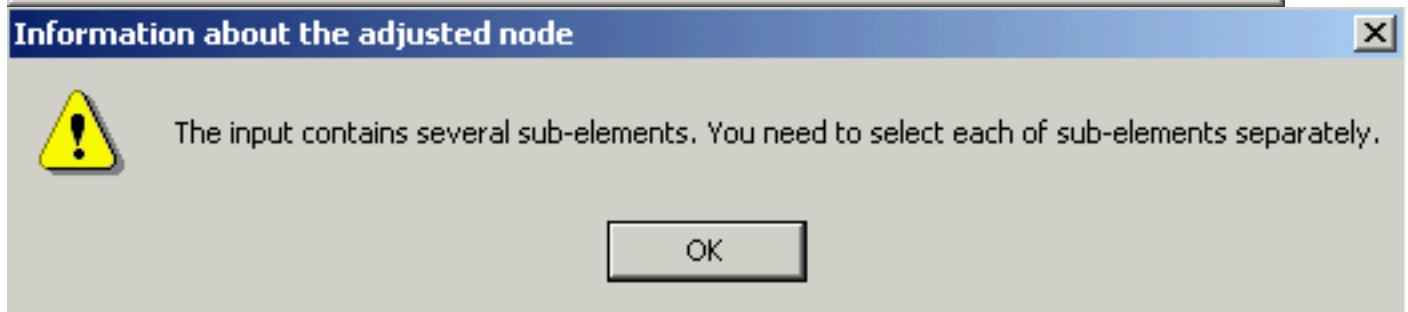 Information about the adjusted node
The input contains several sub-elements. You need to select each of sub-elements separately.
OK